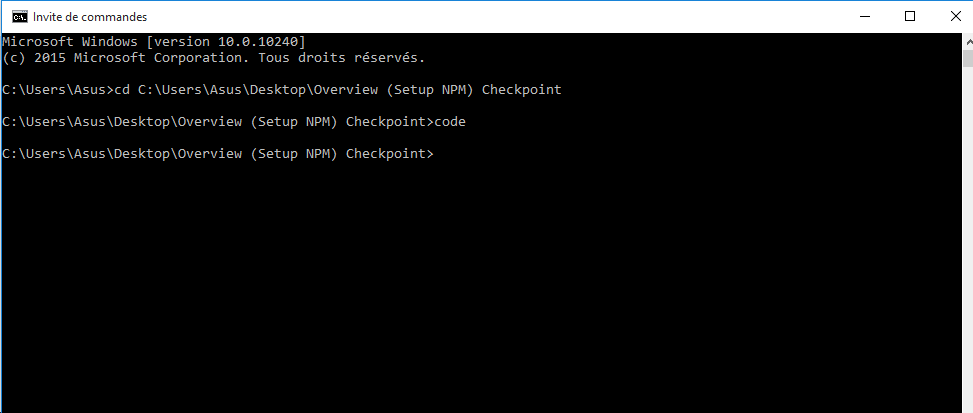 Invite de commandes
Microsoft Windows [version 10.0.10240]
(c) 2015 Microsoft Corporation. Tous droits réservés.
C:\Users\Asus>cd C:\Users\Asus\Desktop\Overview (Setup NPM) Checkpoint
C:\Users\Asus\Desktop\Overview (Setup NPM) Checkpoint>code
C:\Users\Asus\Desktop\Overview (Setup NPM) Checkpoint>